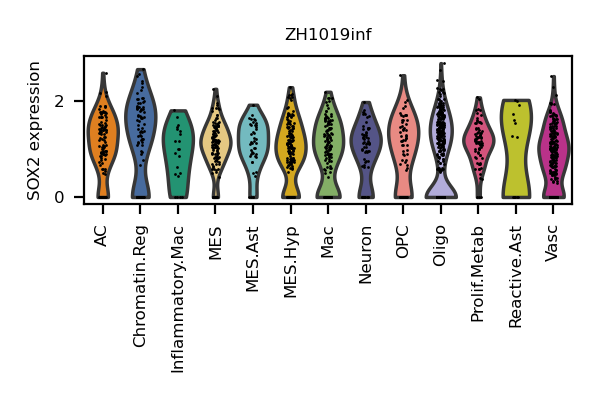 ZH1019inf
SOX2 expression
2
0
AC
Chromatin.Reg
Inflammatory.Mac
MES
MES.Ast
MES.Hyp
Mac
Neuron
OPC
Oligo
Prolif.Metab
Reactive.Ast
Vasc